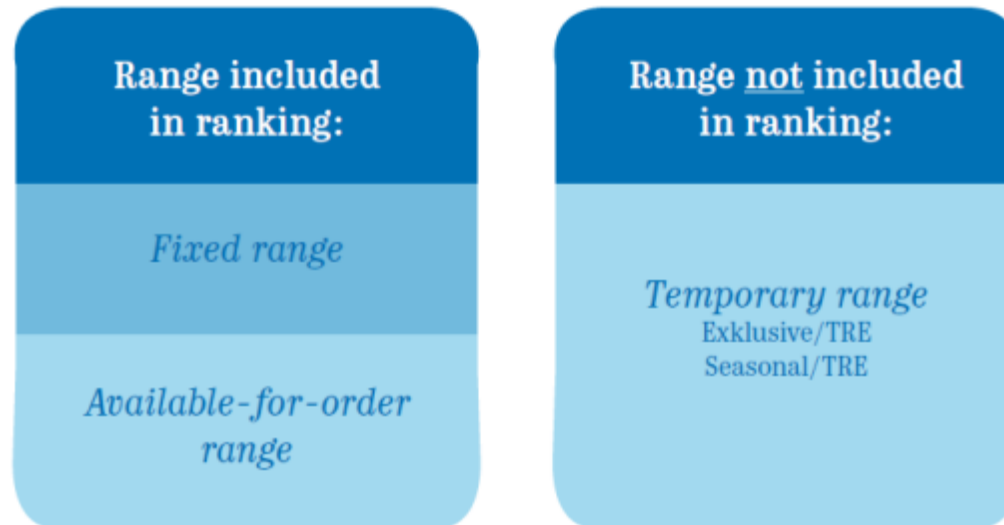 Range included
in ranking:
Fixed range
Available-for-order
range
Range not included
in ranking:
Temporary range
Exklusive/TRE
Seasonal/TRE